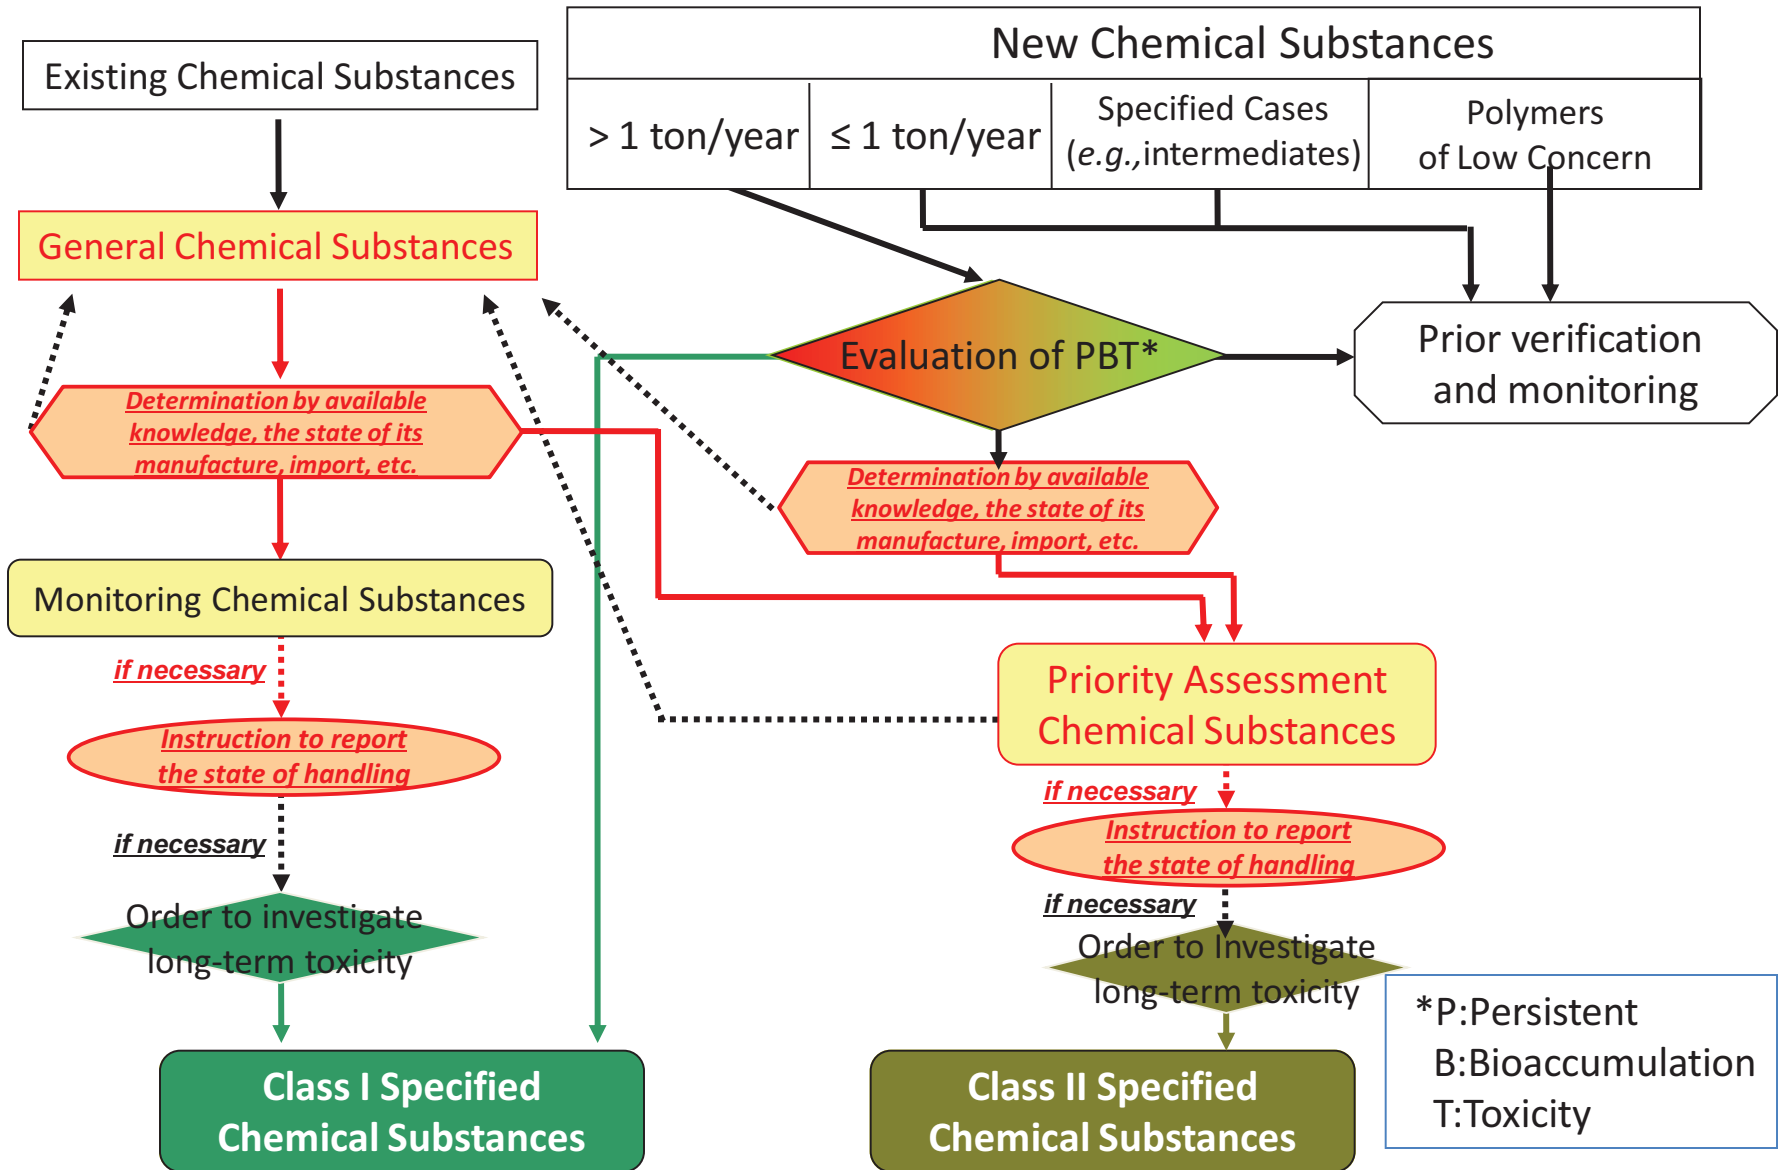 Existing Chemical Substances
New Chemical Substances
> 1 ton/year
≤ 1 ton/year
Specified Cases
(e.g.,intermediates)
Polymers
of Low Concern
General Chemical Substances
Evaluation of PBT*
Prior verification
and monitoring
Determination by available
knowledge, the state of its
manufacture, import, etc.
Determination by available
knowledge, the state of its
manufacture, import, etc.
Monitoring Chemical Substances
if necessary
Instruction to report
the state of handling
if necessary
Order to investigate
long-term toxicity
Priority Assessment
Chemical Substances
if necessary
Instruction to report
the state of handling
if necessary
Order to Investigate
long-term toxicity
Class I Specified
Chemical Substances
Class II Specified
Chemical Substances
*P:Persistent
B:Bioaccumulation
T:Toxicity